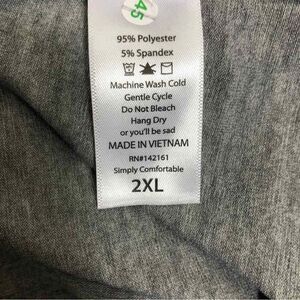 45
95% Polyester
5% Spandex
Machine Wash Cold
Gentle Cycle
Do Not Bleach
Hang Dry
or you'll be sad
MADE IN VIETNAM
RN#142161
Simply Comfortable
2XL